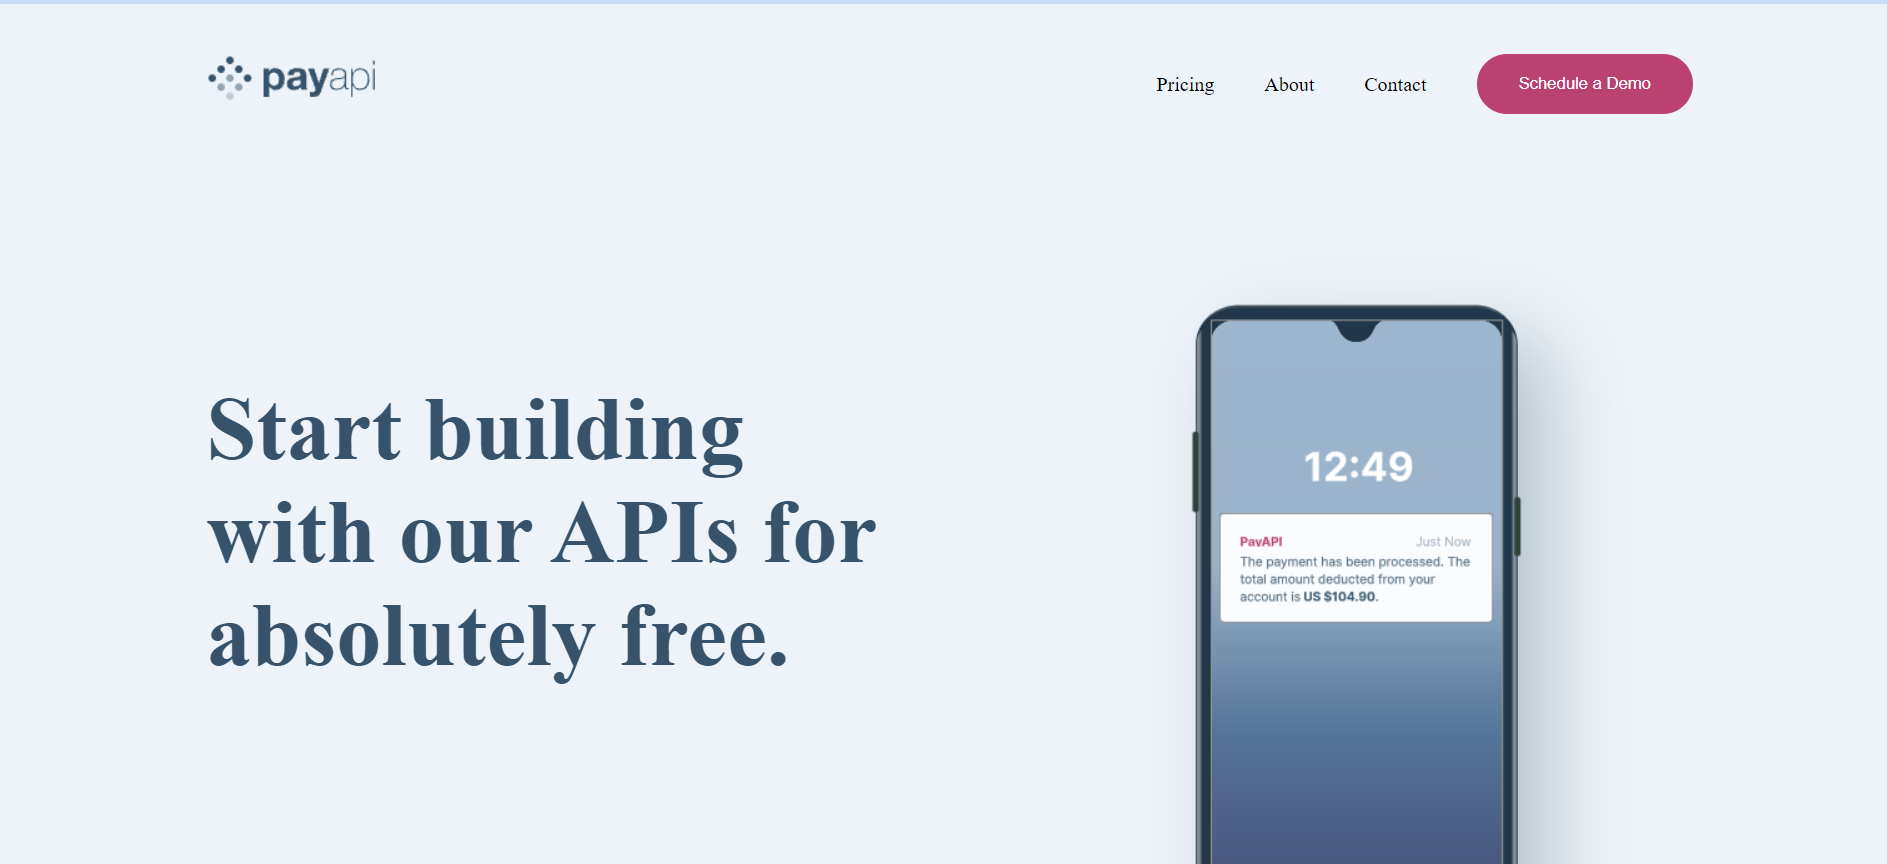 payapi
Pricing
About
Contact
Schedule a Demo
Start building
with our APIs for
absolutely free.
12:49
PavAPI
Just Now
The payment has been processed. The
total amount deducted from your
account is US $104.90.